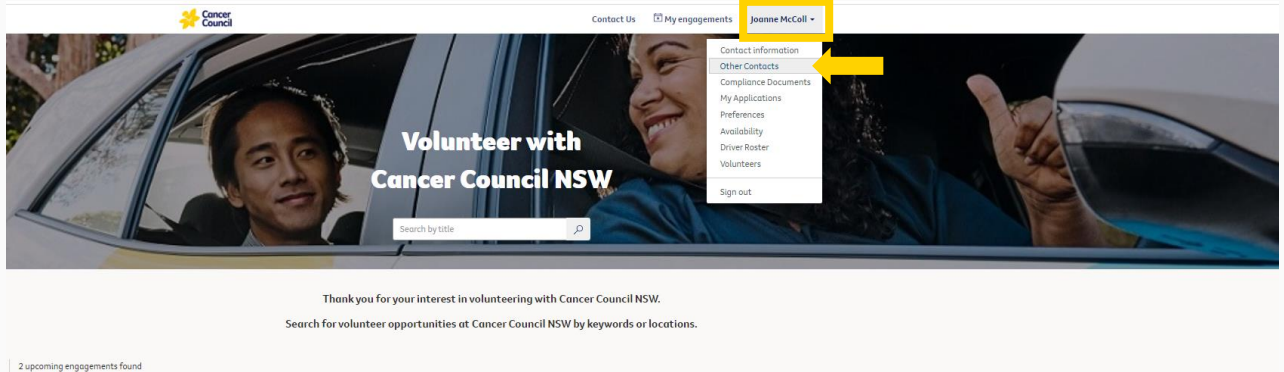 Cancer
Council
Contact Us
My engagements
Joanne McColl
Contact information
Other Contacts
Compliance Documents
My Applications
Preferences
Availability
Driver Roster
Volunteers
Sign out
Volunteer with
Cancer Council NSW
Search by title
Thank you for your interest in volunteering with Cancer Council NSW.
Search for volunteer opportunities at Cancer Council NSW by keywords or locations.
2 upcoming engagements found